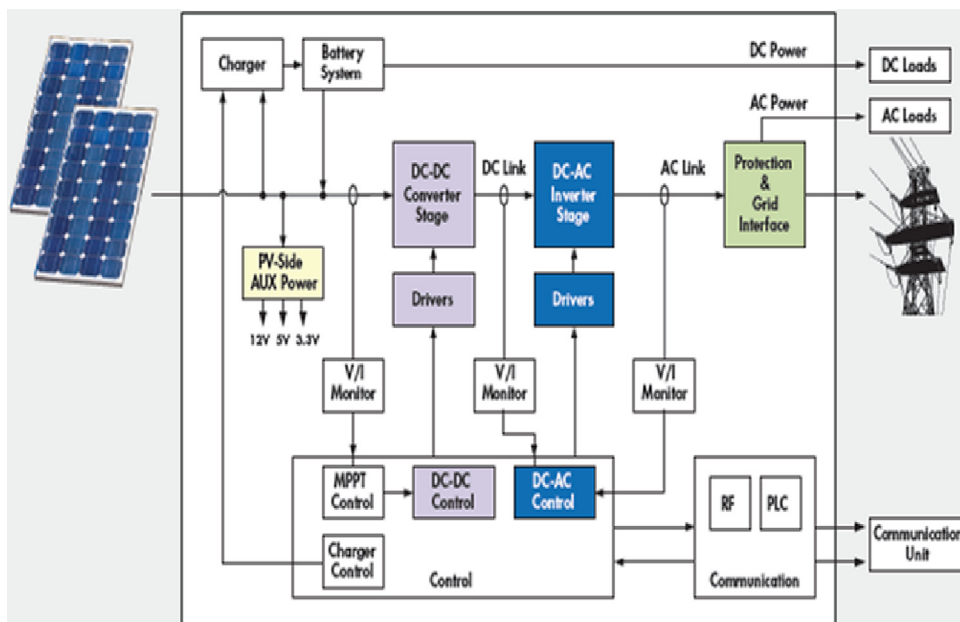 Charger
Battery
System
DC Power
DC Loads
AC Power
AC Loads
DC-DC
Converter
Stage
DC Link
DC-AC
Inverter
Stage
AC Link
Protection
&
Grid
Interface
PV-Side
AUX Power
12V 5V 3.3V
Drivers
Drivers
V/I
Monitor
V/I
Monitor
V/I
Monitor
MPPT
Control
DC-DC
Control
DC-AC
Control
RF
PLC
Charger
Control
Control
Communication
Communication
Unit